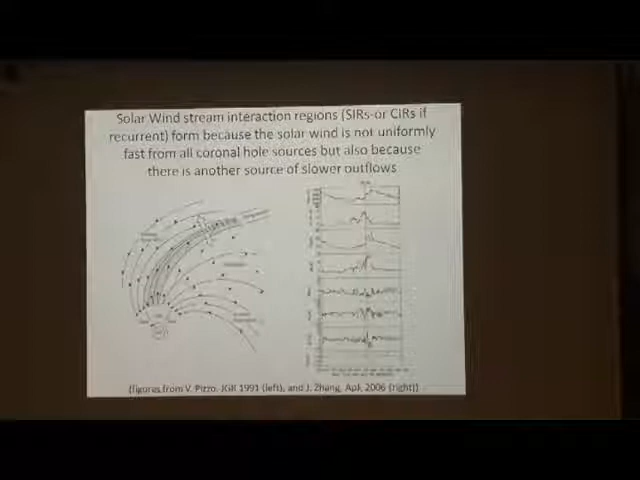 Solar Wind stream interaction regions (SIRs-or CIRs if
recurrent) form because the solar wind is not uniformly
fast from all coronal hole sources but also because
there is another source of slower outflows
(figures from V. Pizzo, JGR 1991 (left), and J. Zhang, ApJ, 2006 (right))